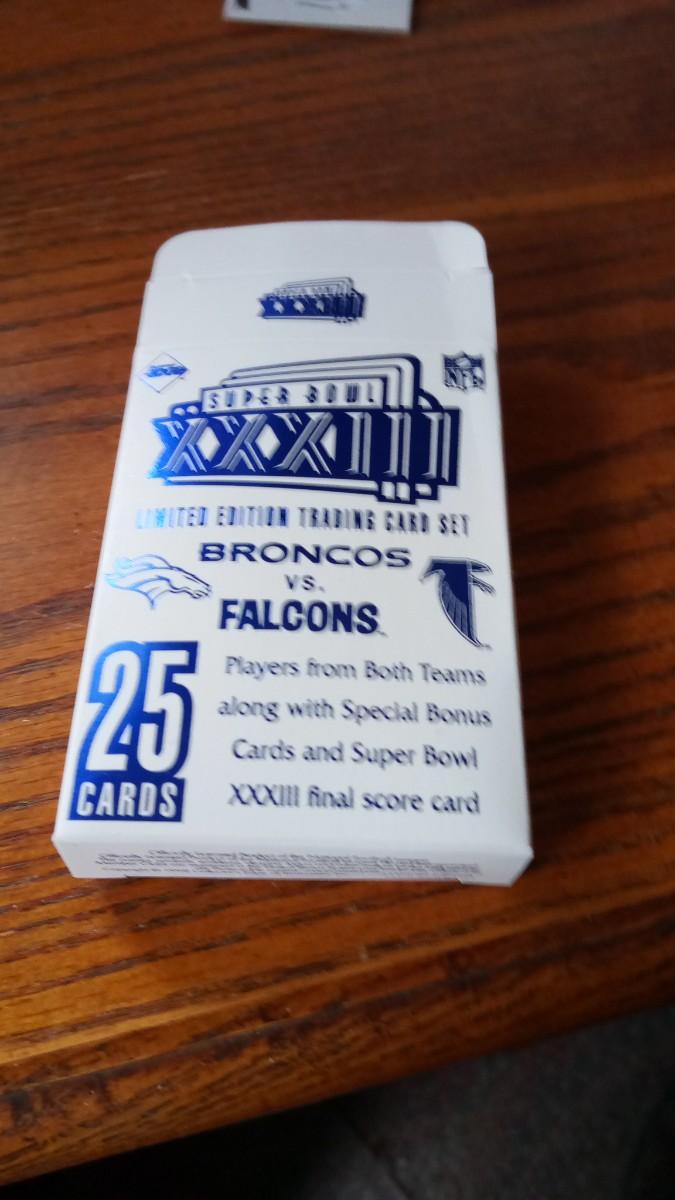 SUPER BOWL
XXXIII
NFL
LIMITED EDITION TRADING CARD SET
BRONCOS
VS.
FALCONS
25
CARDS
Players from Both Teams
along with Special Bonus
Cards and Super Bowl
XXXIII final score card